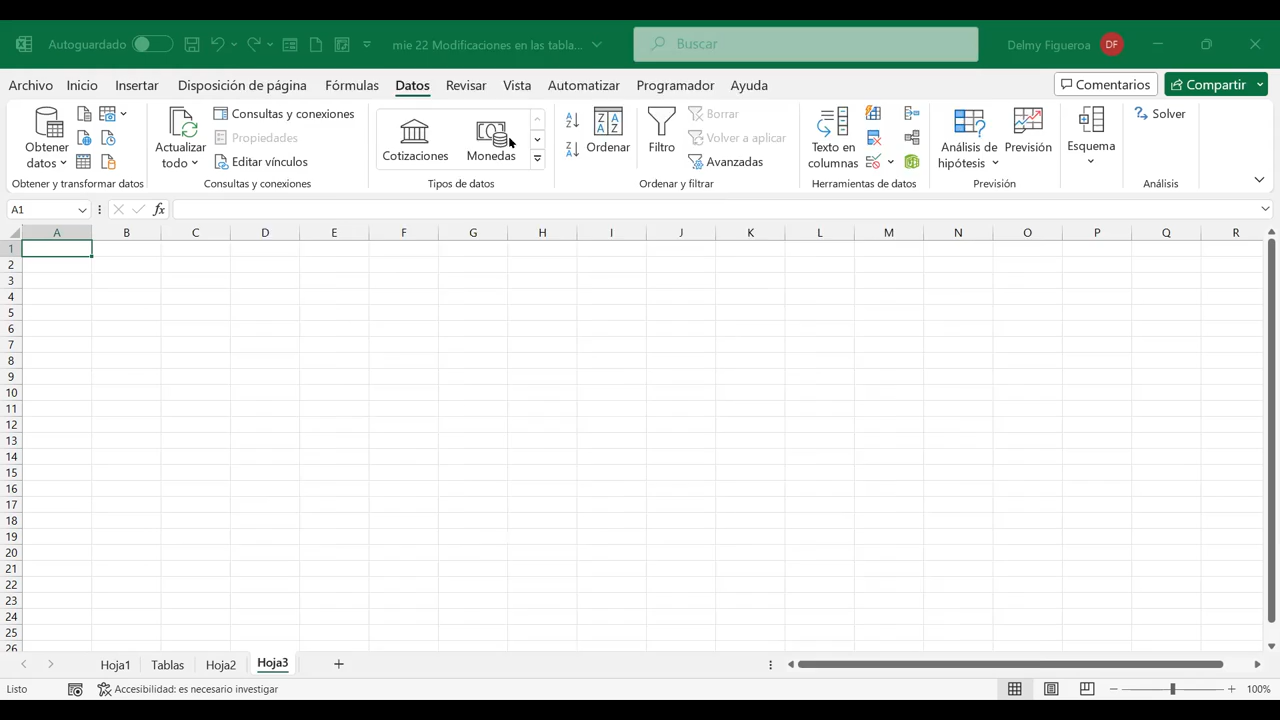 Autoguardado mie 22 Modificaciones en las tabla... Buscar Delmy Figueroa DF
Archivo Inicio Insertar Disposición de página Fórmulas Datos Revisar Vista Automatizar Programador Ayuda Comentarios Compartir
Obtener datos
Obtener y transformar datos
Actualizar todo
Consultas y conexiones
Propiedades
Editar vínculos
Consultas y conexiones
Cotizaciones Monedas
Tipos de datos
Ordenar
Filtro
Borrar
Volver a aplicar
Avanzadas
Ordenar y filtrar
Texto en
columnas
Herramientas de datos
Análisis de
hipótesis
Previsión
Previsión
Esquema
Solver
Análisis
A1 fx
A B C D E F G H I J K L M N O P Q R
1
2
3
4
5
6
7
8
9
10
11
12
13
14
15
16
17
18
19
20
21
22
23
24
25
26
Hoja1 Tablas Hoja2 Hoja3
Listo Accesibilidad: es necesario investigar 100%